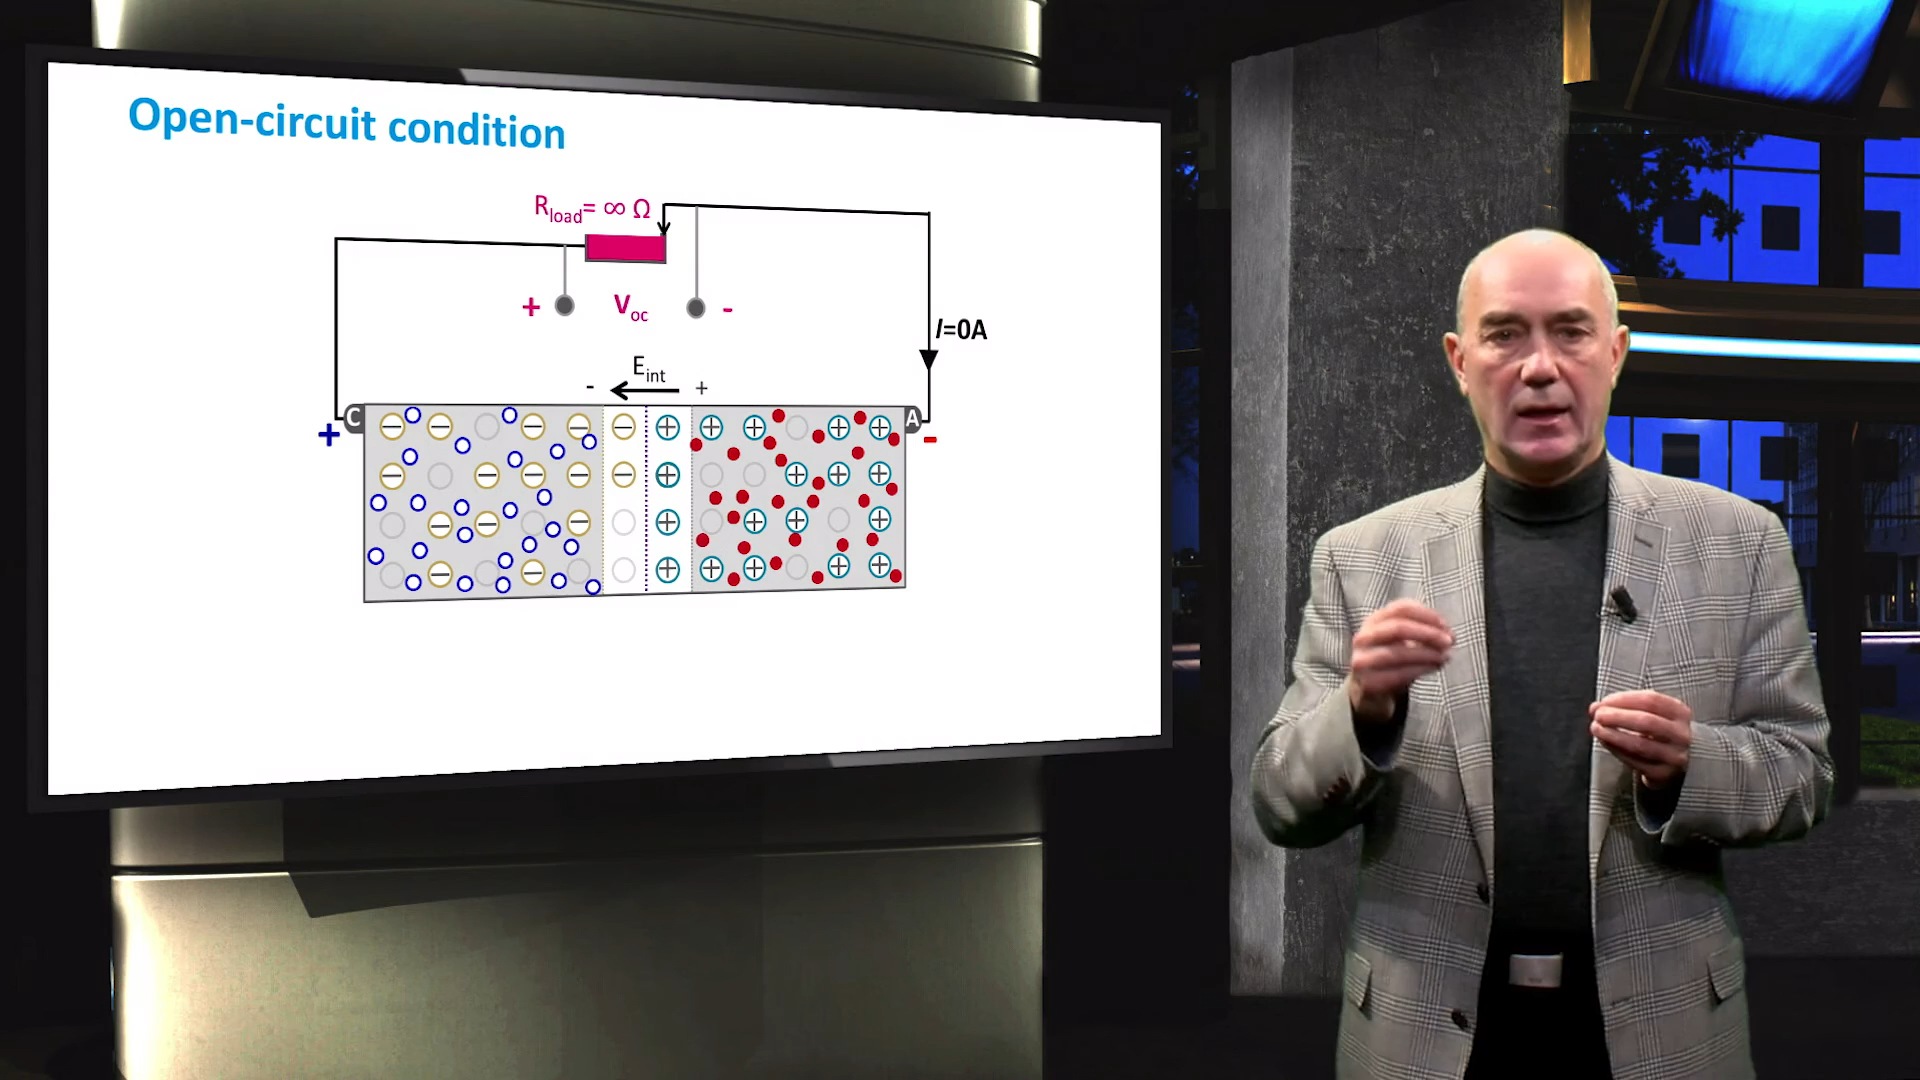 Open-circuit condition
Rload= ∞ Ω
+ Voc -
I=0A
Eint
- +
C A
+ -